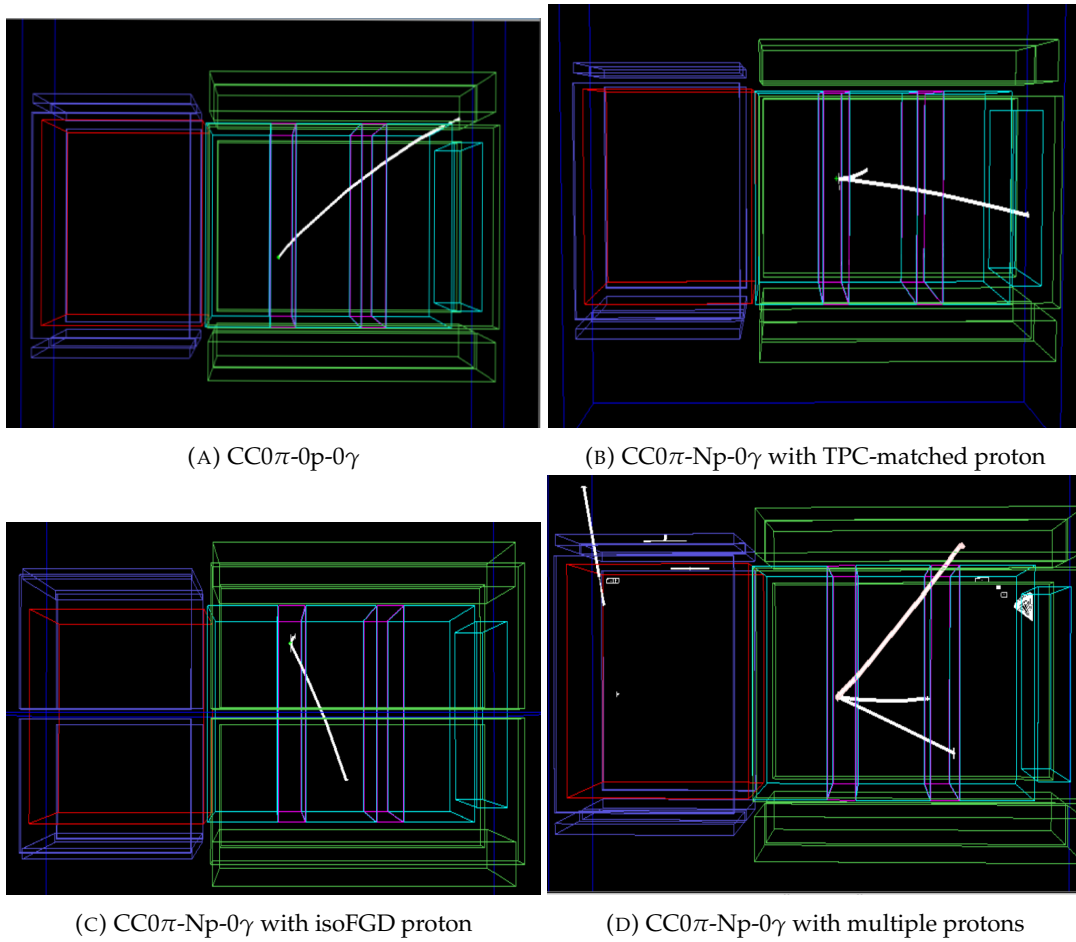 (A) CC0π-0p-0γ
(B) CC0π-Np-0γ with TPC-matched proton
(C) CC0π-Np-0γ with isoFGD proton
(D) CC0π-Np-0γ with multiple protons